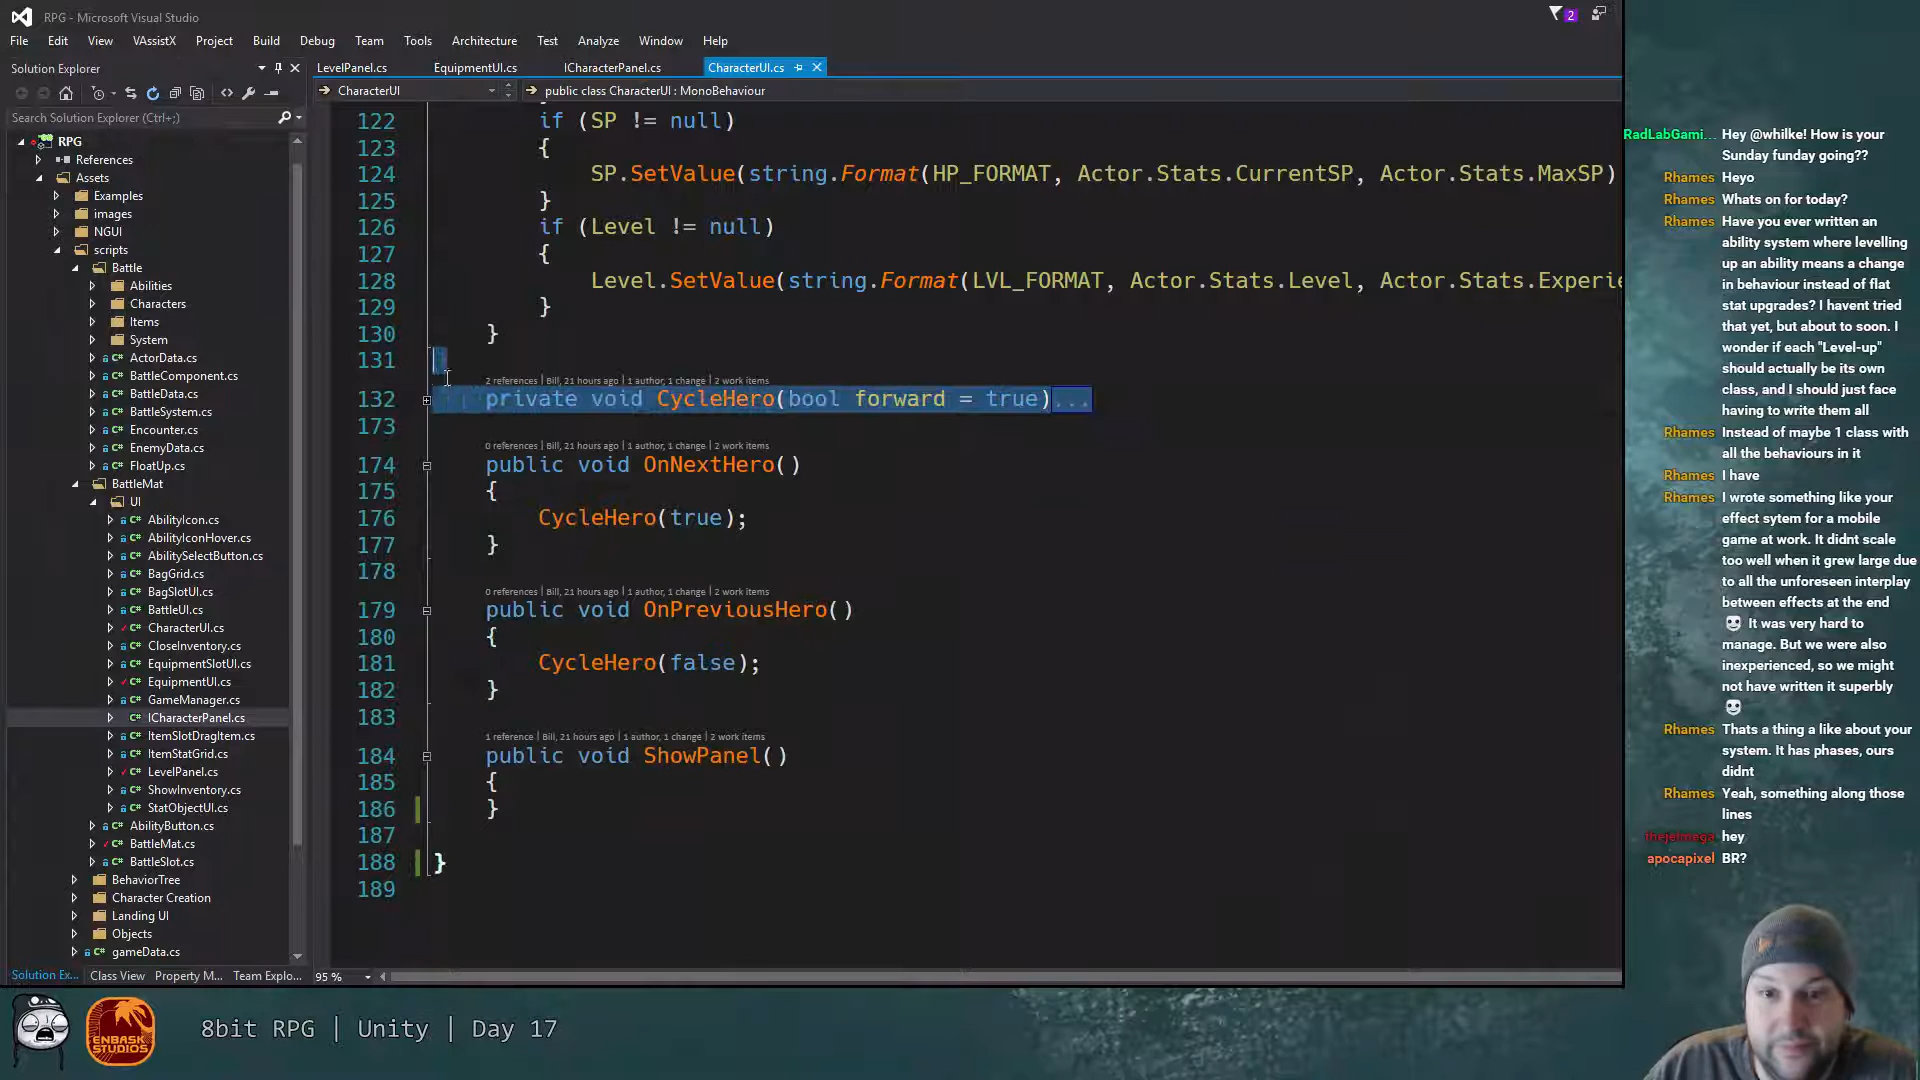 RPG - Microsoft Visual Studio
2
File Edit View VAssistX Project Build Debug Team Tools Architecture Test Analyze Window Help
Solution Explorer
LevelPanel.cs EquipmentUI.cs ICharacterPanel.cs CharacterUI.cs
CharacterUI public class CharacterUI : MonoBehaviour
Search Solution Explorer (Ctrl+;)
RPG
References
Assets
Examples
images
NGUI
scripts
Battle
Abilities
Characters
Items
System
C# ActorData.cs
C# BattleComponent.cs
C# BattleData.cs
C# BattleSystem.cs
C# Encounter.cs
C# EnemyData.cs
C# FloatUp.cs
BattleMat
UI
C# AbilityIcon.cs
C# AbilityIconHover.cs
C# AbilitySelectButton.cs
C# BagGrid.cs
C# BagSlotUI.cs
C# BattleUI.cs
C# CharacterUI.cs
C# CloseInventory.cs
C# EquipmentSlotUI.cs
C# EquipmentUI.cs
C# GameManager.cs
C# ICharacterPanel.cs
C# ItemSlotDragItem.cs
C# ItemStatGrid.cs
C# LevelPanel.cs
C# ShowInventory.cs
C# StatObjectUI.cs
C# AbilityButton.cs
C# BattleMat.cs
C# BattleSlot.cs
BehaviorTree
Character Creation
Landing UI
Objects
C# gameData.cs
Solution Ex... Class View Property M... Team Explo...
122 if (SP != null)
123 {
124 SP.SetValue(string.Format(HP_FORMAT, Actor.Stats.CurrentSP, Actor.Stats.MaxSP)
125 }
126 if (Level != null)
127 {
128 Level.SetValue(string.Format(LVL_FORMAT, Actor.Stats.Level, Actor.Stats.Experie
129 }
130 }
131
2 references | Bill, 21 hours ago | 1 author, 1 change | 2 work items
132 private void CycleHero(bool forward = true)...
173
0 references | Bill, 21 hours ago | 1 author, 1 change | 2 work items
174 public void OnNextHero()
175 {
176 CycleHero(true);
177 }
178
0 references | Bill, 21 hours ago | 1 author, 1 change | 2 work items
179 public void OnPreviousHero()
180 {
181 CycleHero(false);
182 }
183
1 reference | Bill, 21 hours ago | 1 author, 1 change | 2 work items
184 public void ShowPanel()
185 {
186 }
187
188 }
189
95 %
RadLabGami... Hey @whilke! How is your
Sunday funday going??
Rhames Heyo
Rhames Whats on for today?
Rhames Have you ever written an
ability system where levelling
up an ability means a change
in behaviour instead of flat
stat upgrades? I havent tried
that yet, but about to soon. I
wonder if each "Level-up"
should actually be its own
class, and I should just face
having to write them all
Rhames Instead of maybe 1 class with
all the behaviours in it
Rhames I have
Rhames I wrote something like your
effect sytem for a mobile
game at work. It didnt scale
too well when it grew large due
to all the unforeseen interplay
between effects at the end
It was very hard to
manage. But we were also
inexperienced, so we might
not have written it superbly
Rhames Thats a thing a like about your
system. It has phases, ours
didnt
Rhames Yeah, something along those
lines
thejetmega hey
apocapixel BR?
ENBASK STUDIOS
8bit RPG | Unity | Day 17